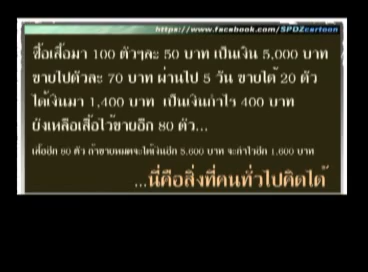 https://www.facebook.com/SPDZcartoon
ซื้อเสื้อมา 100 ตัวๆละ 50 บาท เป็นเงิน 5,000 บาท
ขายไปตัวละ 70 บาท ผ่านไป 5 วัน ขายได้ 20 ตัว
ได้เงินมา 1,400 บาท เป็นเงินกำไร 400 บาท
ยังเหลือเสื้อไว้ขายอีก 80 ตัว...
เสื้ออีก 80 ตัว ถ้าขายหมดจะได้เงินอีก 5,600 บาท จะกำไรอีก 1,600 บาท
...นี่คือสิ่งที่คนทั่วไปคิดได้